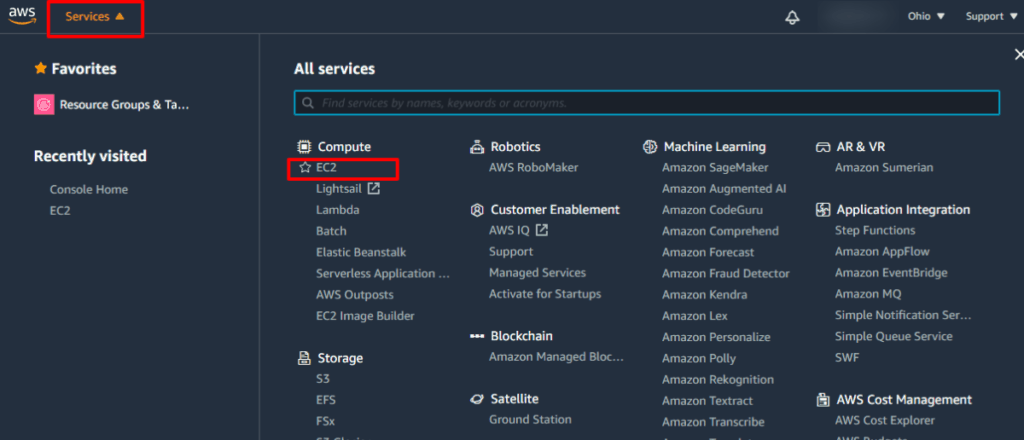 aws
Services
Ohio
Support
Favorites
Resource Groups & Ta...
Recently visited
Console Home
EC2
All services
Find services by names, keywords or acronyms.
Compute
EC2
Lightsail
Lambda
Batch
Elastic Beanstalk
Serverless Application ...
AWS Outposts
EC2 Image Builder
Storage
S3
EFS
FSx
Robotics
AWS RoboMaker
Customer Enablement
AWS IQ
Support
Managed Services
Activate for Startups
Blockchain
Amazon Managed Bloc...
Satellite
Ground Station
Machine Learning
Amazon SageMaker
Amazon Augmented AI
Amazon CodeGuru
Amazon Comprehend
Amazon Forecast
Amazon Fraud Detector
Amazon Kendra
Amazon Lex
Amazon Personalize
Amazon Polly
Amazon Rekognition
Amazon Textract
Amazon Transcribe
AR & VR
Amazon Sumerian
Application Integration
Step Functions
Amazon AppFlow
Amazon EventBridge
Amazon MQ
Simple Notification Ser...
Simple Queue Service
SWF
AWS Cost Management
AWS Cost Explorer